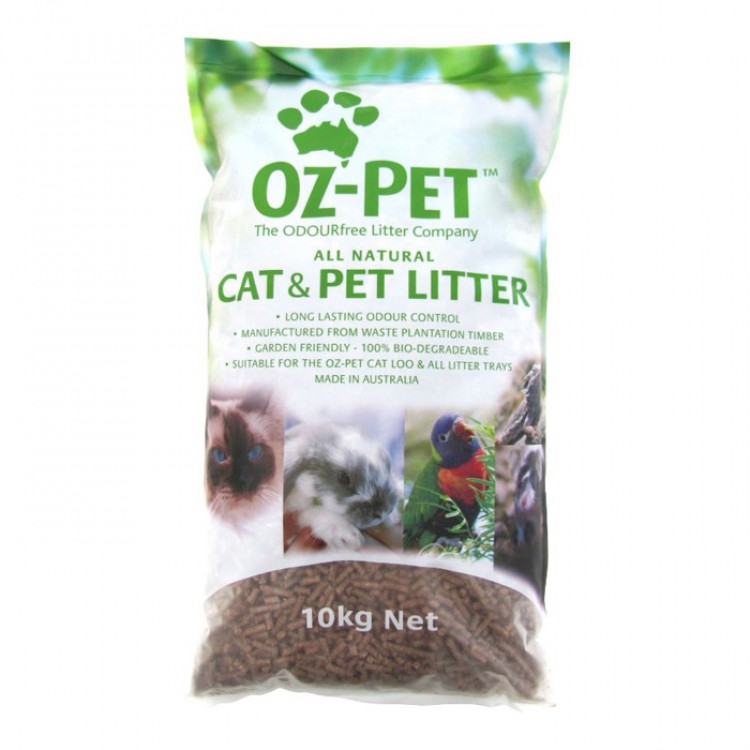 OZ-PET™
The ODOURfree Litter Company
ALL NATURAL
CAT & PET LITTER
• LONG LASTING ODOUR CONTROL
• MANUFACTURED FROM WASTE PLANTATION TIMBER
• GARDEN FRIENDLY - 100% BIO-DEGRADEABLE
• SUITABLE FOR THE OZ-PET CAT LOO & ALL LITTER TRAYS
MADE IN AUSTRALIA
10kg Net